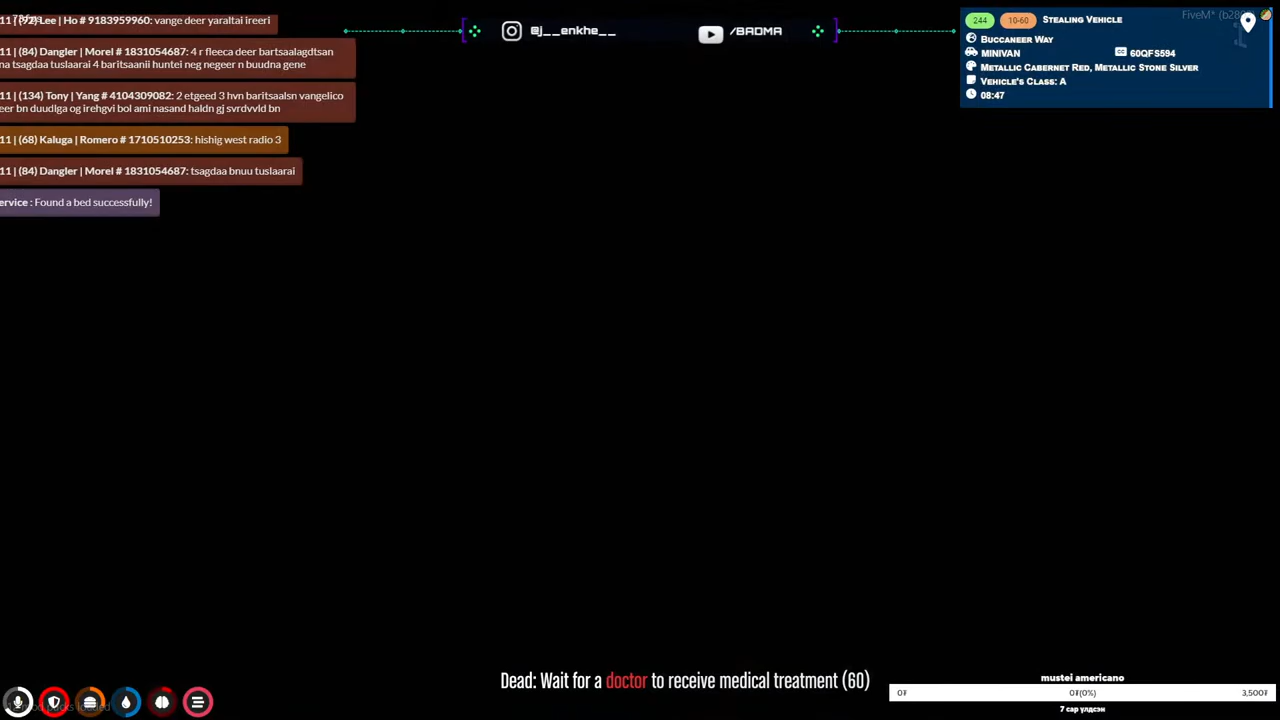 11 | (92) Lee | Ho # 9183959960: vange deer yaraltai ireeri
11 | (84) Dangler | Morel # 1831054687: 4 r fleeca deer bartsaalagdtsan
na tsagdaa tuslaarai 4 baritsaanii huntei neg negeer n buudna gene
11 | (134) Tony | Yang # 4104309082: 2 etgeed 3 hvn baritsaalsn vangelico
eer bn duudlga og irehgvi bol ami nasand haldn gj svrdvvld bn
11 | (68) Kaluga | Romero # 1710510253: hishig west radio 3
11 | (84) Dangler | Morel # 1831054687: tsagdaa bnuu tuslaarai
ervice : Found a bed successfully!
@j__enkhe__
/BADMA
FiveM* (b28
244 10-60 Stealing Vehicle
Buccaneer Way
MINIVAN 60QFS594
Metallic Cabernet Red, Metallic Stone Silver
Vehicle's Class: A
08:47
Dead: Wait for a doctor to receive medical treatment (60)
mustei americano
0₮ 0₮(0%) 3,500₮
7 сар үлдсэн